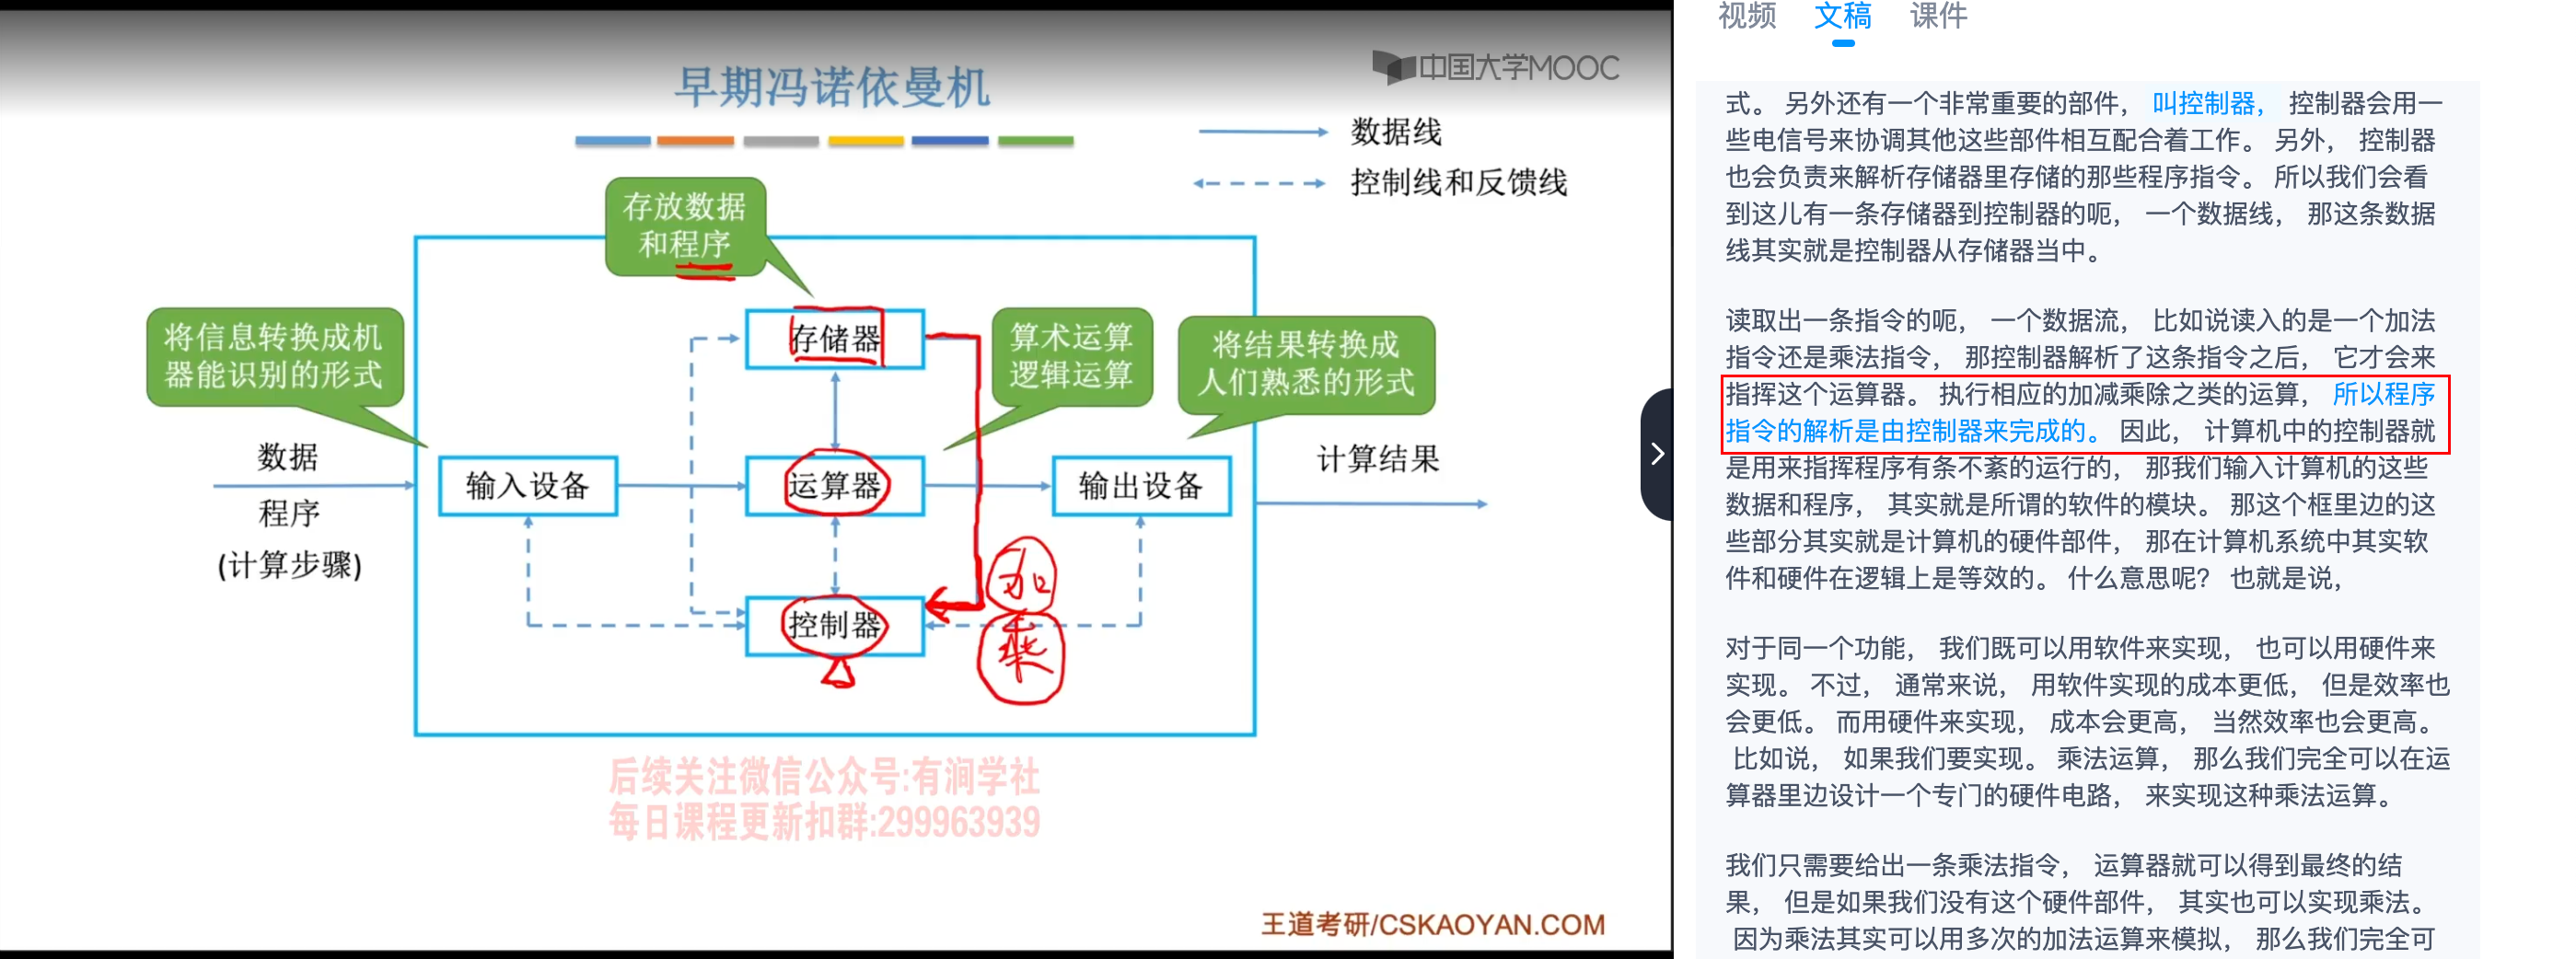 中国大学MOOC
早期冯诺依曼机
数据线
控制线和反馈线
存放数据
和程序
将信息转换成机
器能识别的形式
存储器
算术运算
逻辑运算
将结果转换成
人们熟悉的形式
数据
程序
(计算步骤)
输入设备
运算器
输出设备
计算结果
控制器
加
乘
后续关注微信公众号:有涧学社
每日课程更新扣群:299963939
王道考研/CSKAOYAN.COM
视频 文稿 课件
式。 另外还有一个非常重要的部件， 叫控制器， 控制器会用一
些电信号来协调其他这些部件相互配合着工作。 另外， 控制器
也会负责来解析存储器里存储的那些程序指令。 所以我们会看
到这儿有一条存储器到控制器的呃， 一个数据线， 那这条数据
线其实就是控制器从存储器当中。
读取出一条指令的呃， 一个数据流， 比如说读入的是一个加法
指令还是乘法指令， 那控制器解析了这条指令之后， 它才会来
指挥这个运算器。 执行相应的加减乘除之类的运算， 所以程序
指令的解析是由控制器来完成的。 因此， 计算机中的控制器就
是用来指挥程序有条不紊的运行的， 那我们输入计算机的这些
数据和程序， 其实就是所谓的软件的模块。 那这个框里边的这
些部分其实就是计算机的硬件部件， 那在计算机系统中其实软
件和硬件在逻辑上是等效的。 什么意思呢？ 也就是说，
对于同一个功能， 我们既可以用软件来实现， 也可以用硬件来
实现。 不过， 通常来说， 用软件实现的成本更低， 但是效率也
会更低。 而用硬件来实现， 成本会更高， 当然效率也会更高。
比如说， 如果我们要实现。 乘法运算， 那么我们完全可以在运
算器里边设计一个专门的硬件电路， 来实现这种乘法运算。
我们只需要给出一条乘法指令， 运算器就可以得到最终的结
果， 但是如果我们没有这个硬件部件， 其实也可以实现乘法。
因为乘法其实可以用多次的加法运算来模拟， 那么我们完全可